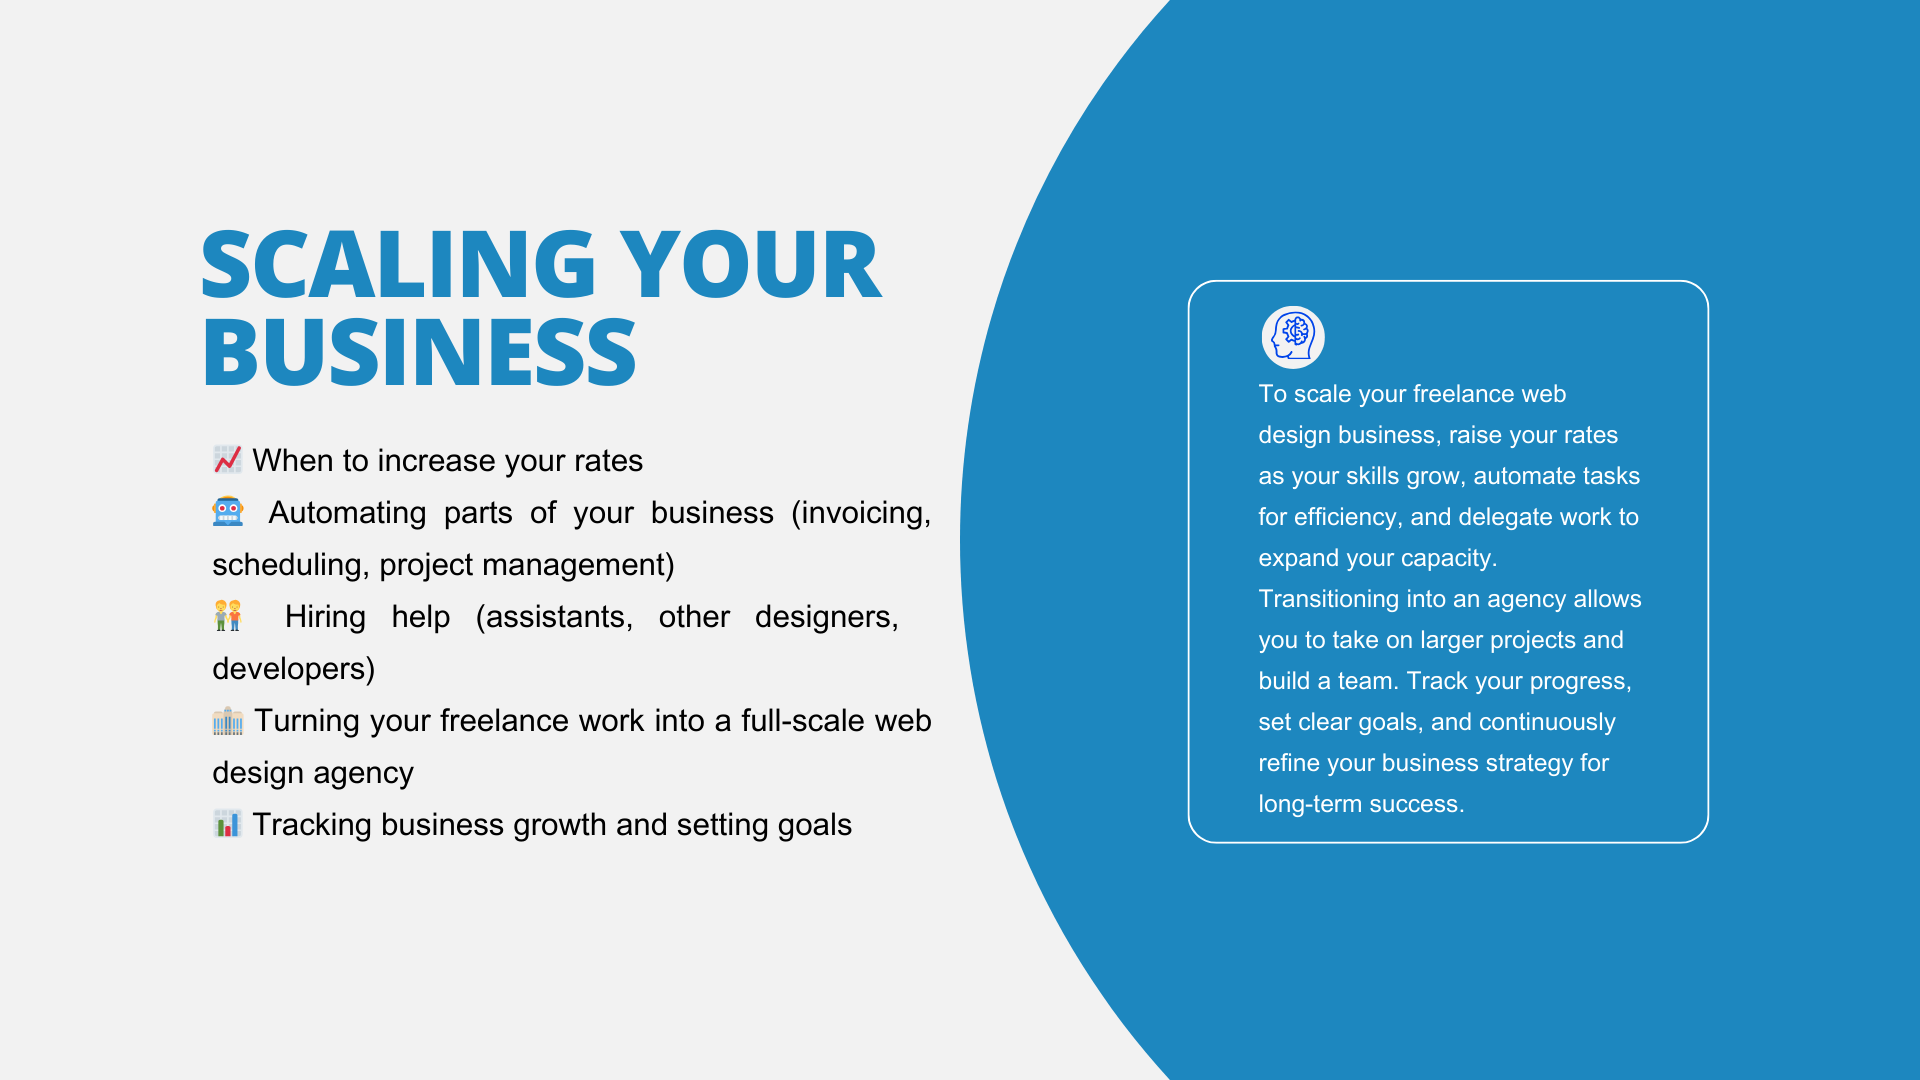 SCALING YOUR
BUSINESS
📈 When to increase your rates
🤖 Automating parts of your business (invoicing,
scheduling, project management)
🧑‍🤝‍🧑 Hiring help (assistants, other designers,
developers)
🏢 Turning your freelance work into a full-scale web
design agency
📊 Tracking business growth and setting goals
To scale your freelance web
design business, raise your rates
as your skills grow, automate tasks
for efficiency, and delegate work to
expand your capacity.
Transitioning into an agency allows
you to take on larger projects and
build a team. Track your progress,
set clear goals, and continuously
refine your business strategy for
long-term success.